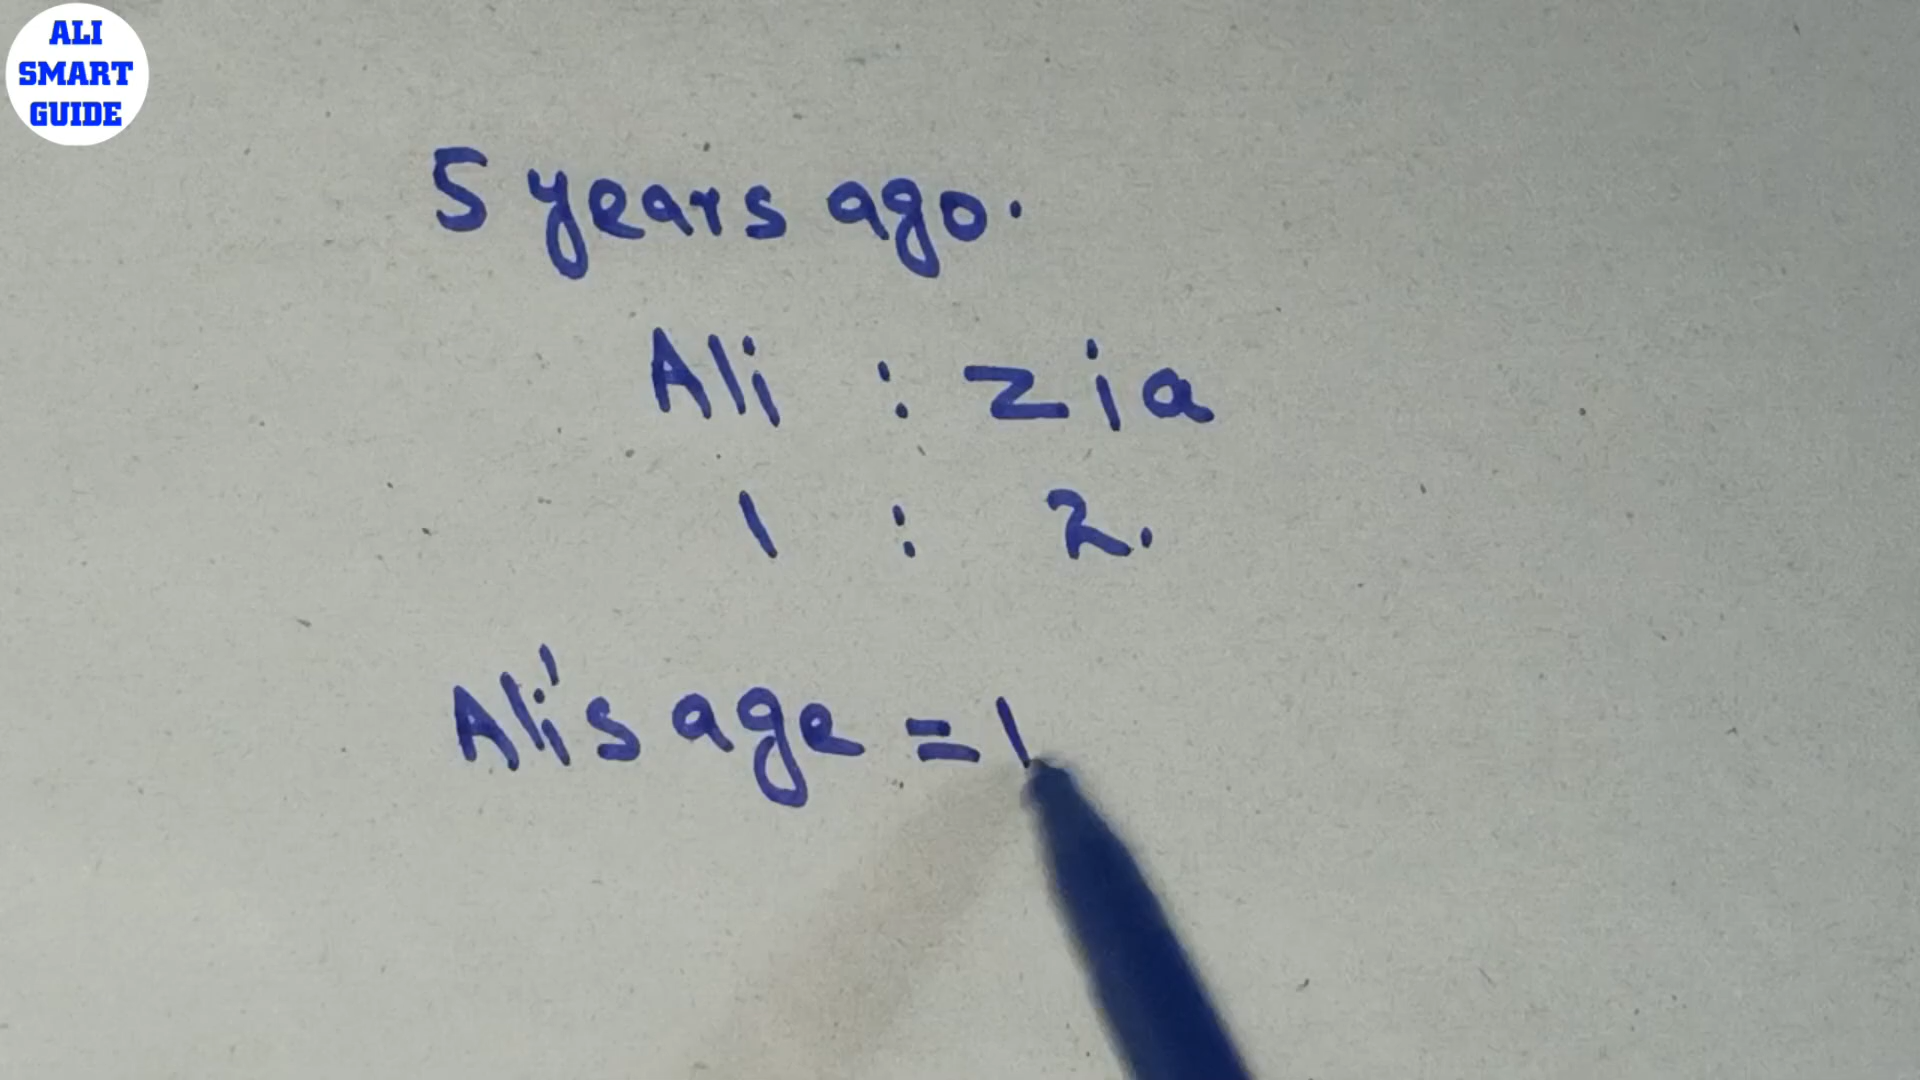 ALI
SMART
GUIDE
5 years ago.
Ali : zia
1 : 2.
Ali's age = 1